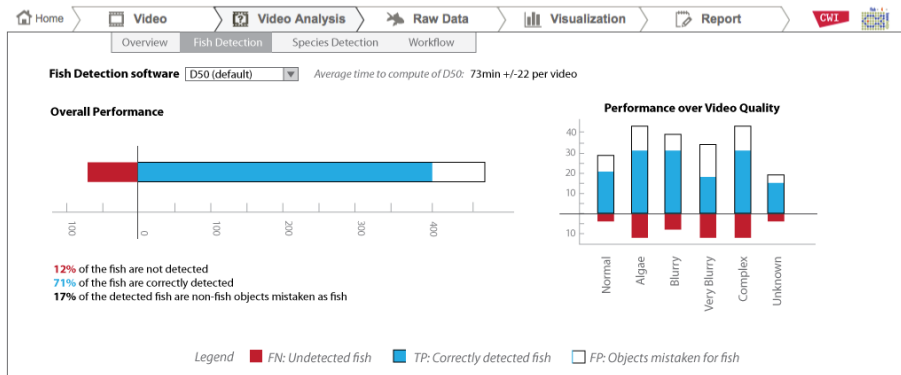 Home Video Video Analysis Raw Data Visualization Report CWI
Overview Fish Detection Species Detection Workflow
Fish Detection software D50 (default) Average time to compute of D50: 73min +/-22 per video
Overall Performance
100 0 100 200 300 400
12% of the fish are not detected
71% of the fish are correctly detected
17% of the detected fish are non-fish objects mistaken as fish
Performance over Video Quality
40
30
20
10
10
Normal Algae Blurry Very Blurry Complex Unknown
Legend FN: Undetected fish TP: Correctly detected fish FP: Objects mistaken for fish